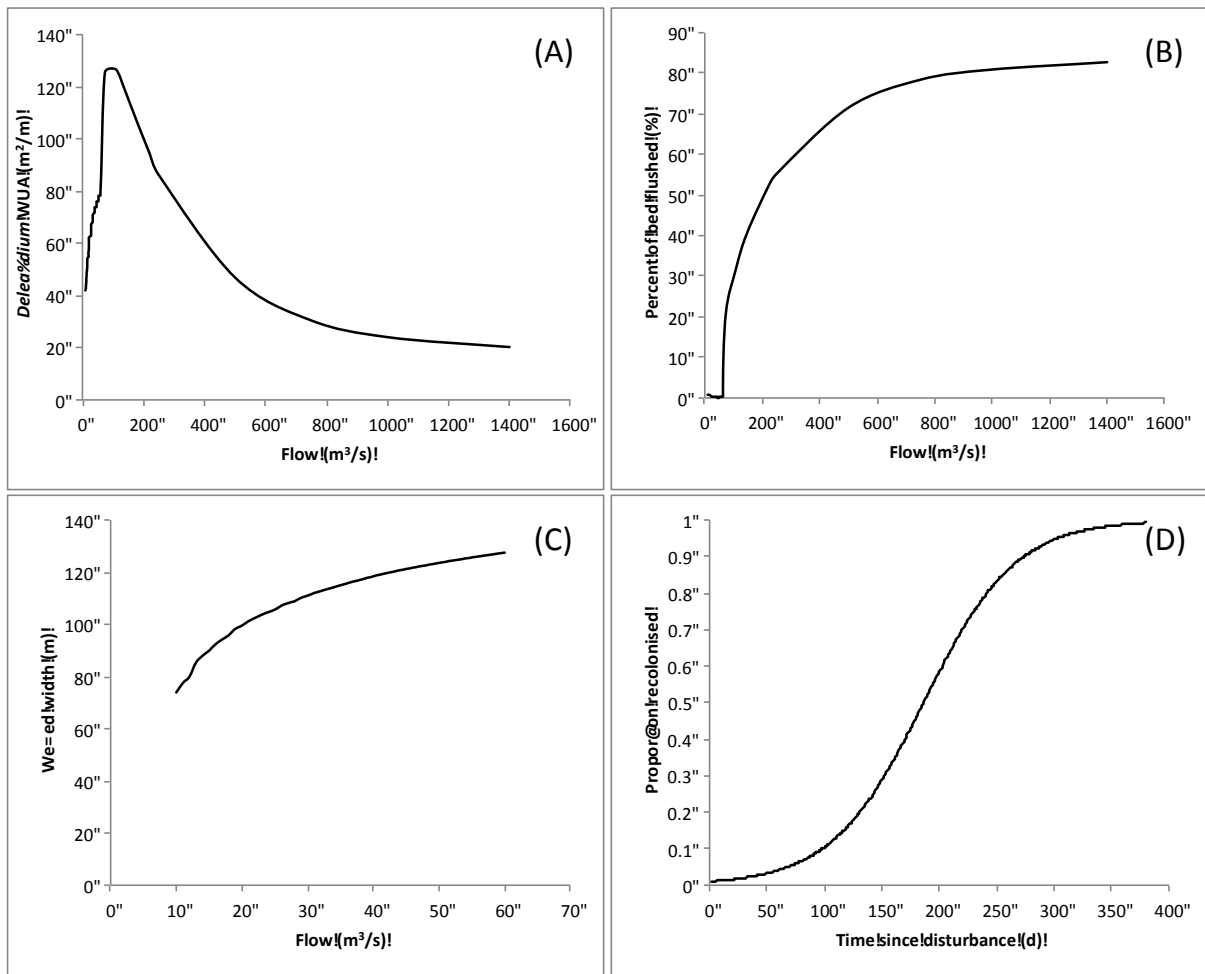 (A)
140"
120"
100"
80"
60"
40"
20"
0"
Delea%dium!WUA!(m²/m)!
0" 200" 400" 600" 800" 1000" 1200" 1400" 1600"
Flow!(m³/s)!
(B)
90"
80"
70"
60"
50"
40"
30"
20"
10"
0"
Percent!of!bed!flushed!(%)!
0" 200" 400" 600" 800" 1000" 1200" 1400" 1600"
Flow!(m³/s)!
(C)
140"
120"
100"
80"
60"
40"
20"
0"
We=ed!width!(m)!
0" 10" 20" 30" 40" 50" 60" 70"
Flow!(m³/s)!
(D)
1"
0.9"
0.8"
0.7"
0.6"
0.5"
0.4"
0.3"
0.2"
0.1"
0"
Propor@on!recolonised!
0" 50" 100" 150" 200" 250" 300" 350" 400"
Time!since!disturbance!(d)!